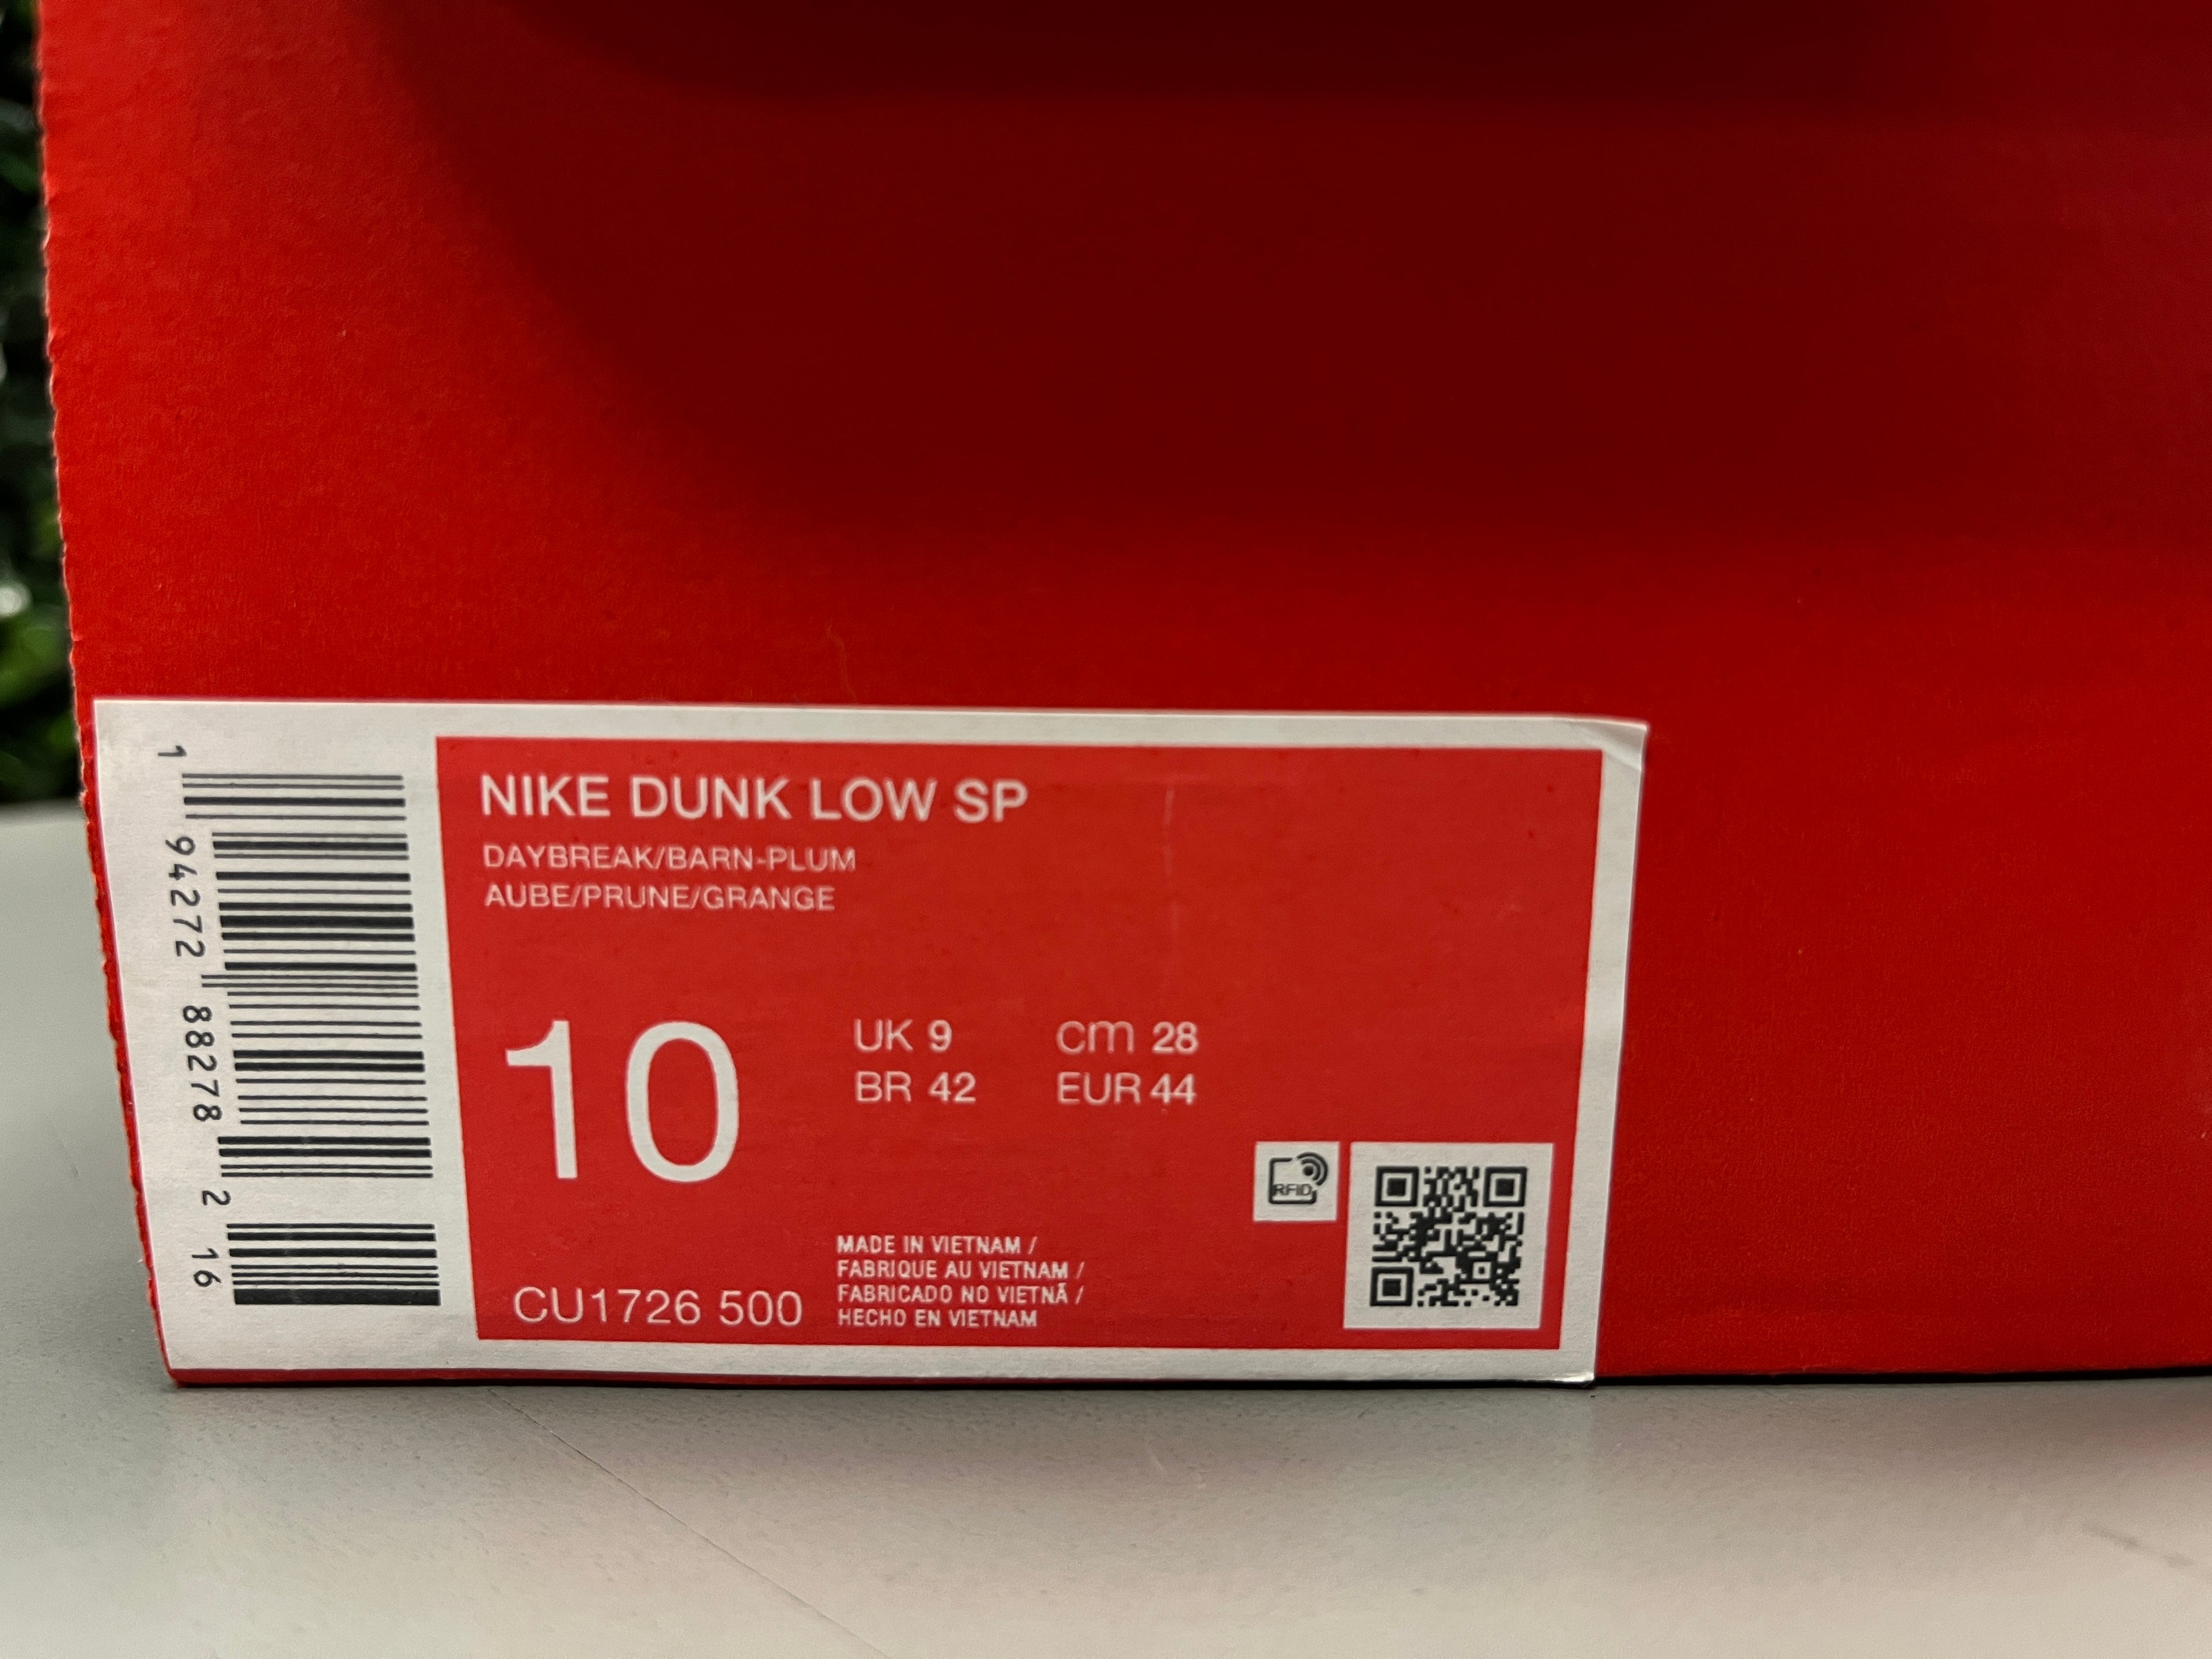 NIKE DUNK LOW SP
DAYBREAK/BARN-PLUM
AUBE/PRUNE/GRANGE
10
UK 9 cm 28
BR 42 EUR 44
RFID
CU1726 500
MADE IN VIETNAM /
FABRIQUE AU VIETNAM /
FABRICADO NO VIETNÃ /
HECHO EN VIETNAM
1 94272 88278 2 16